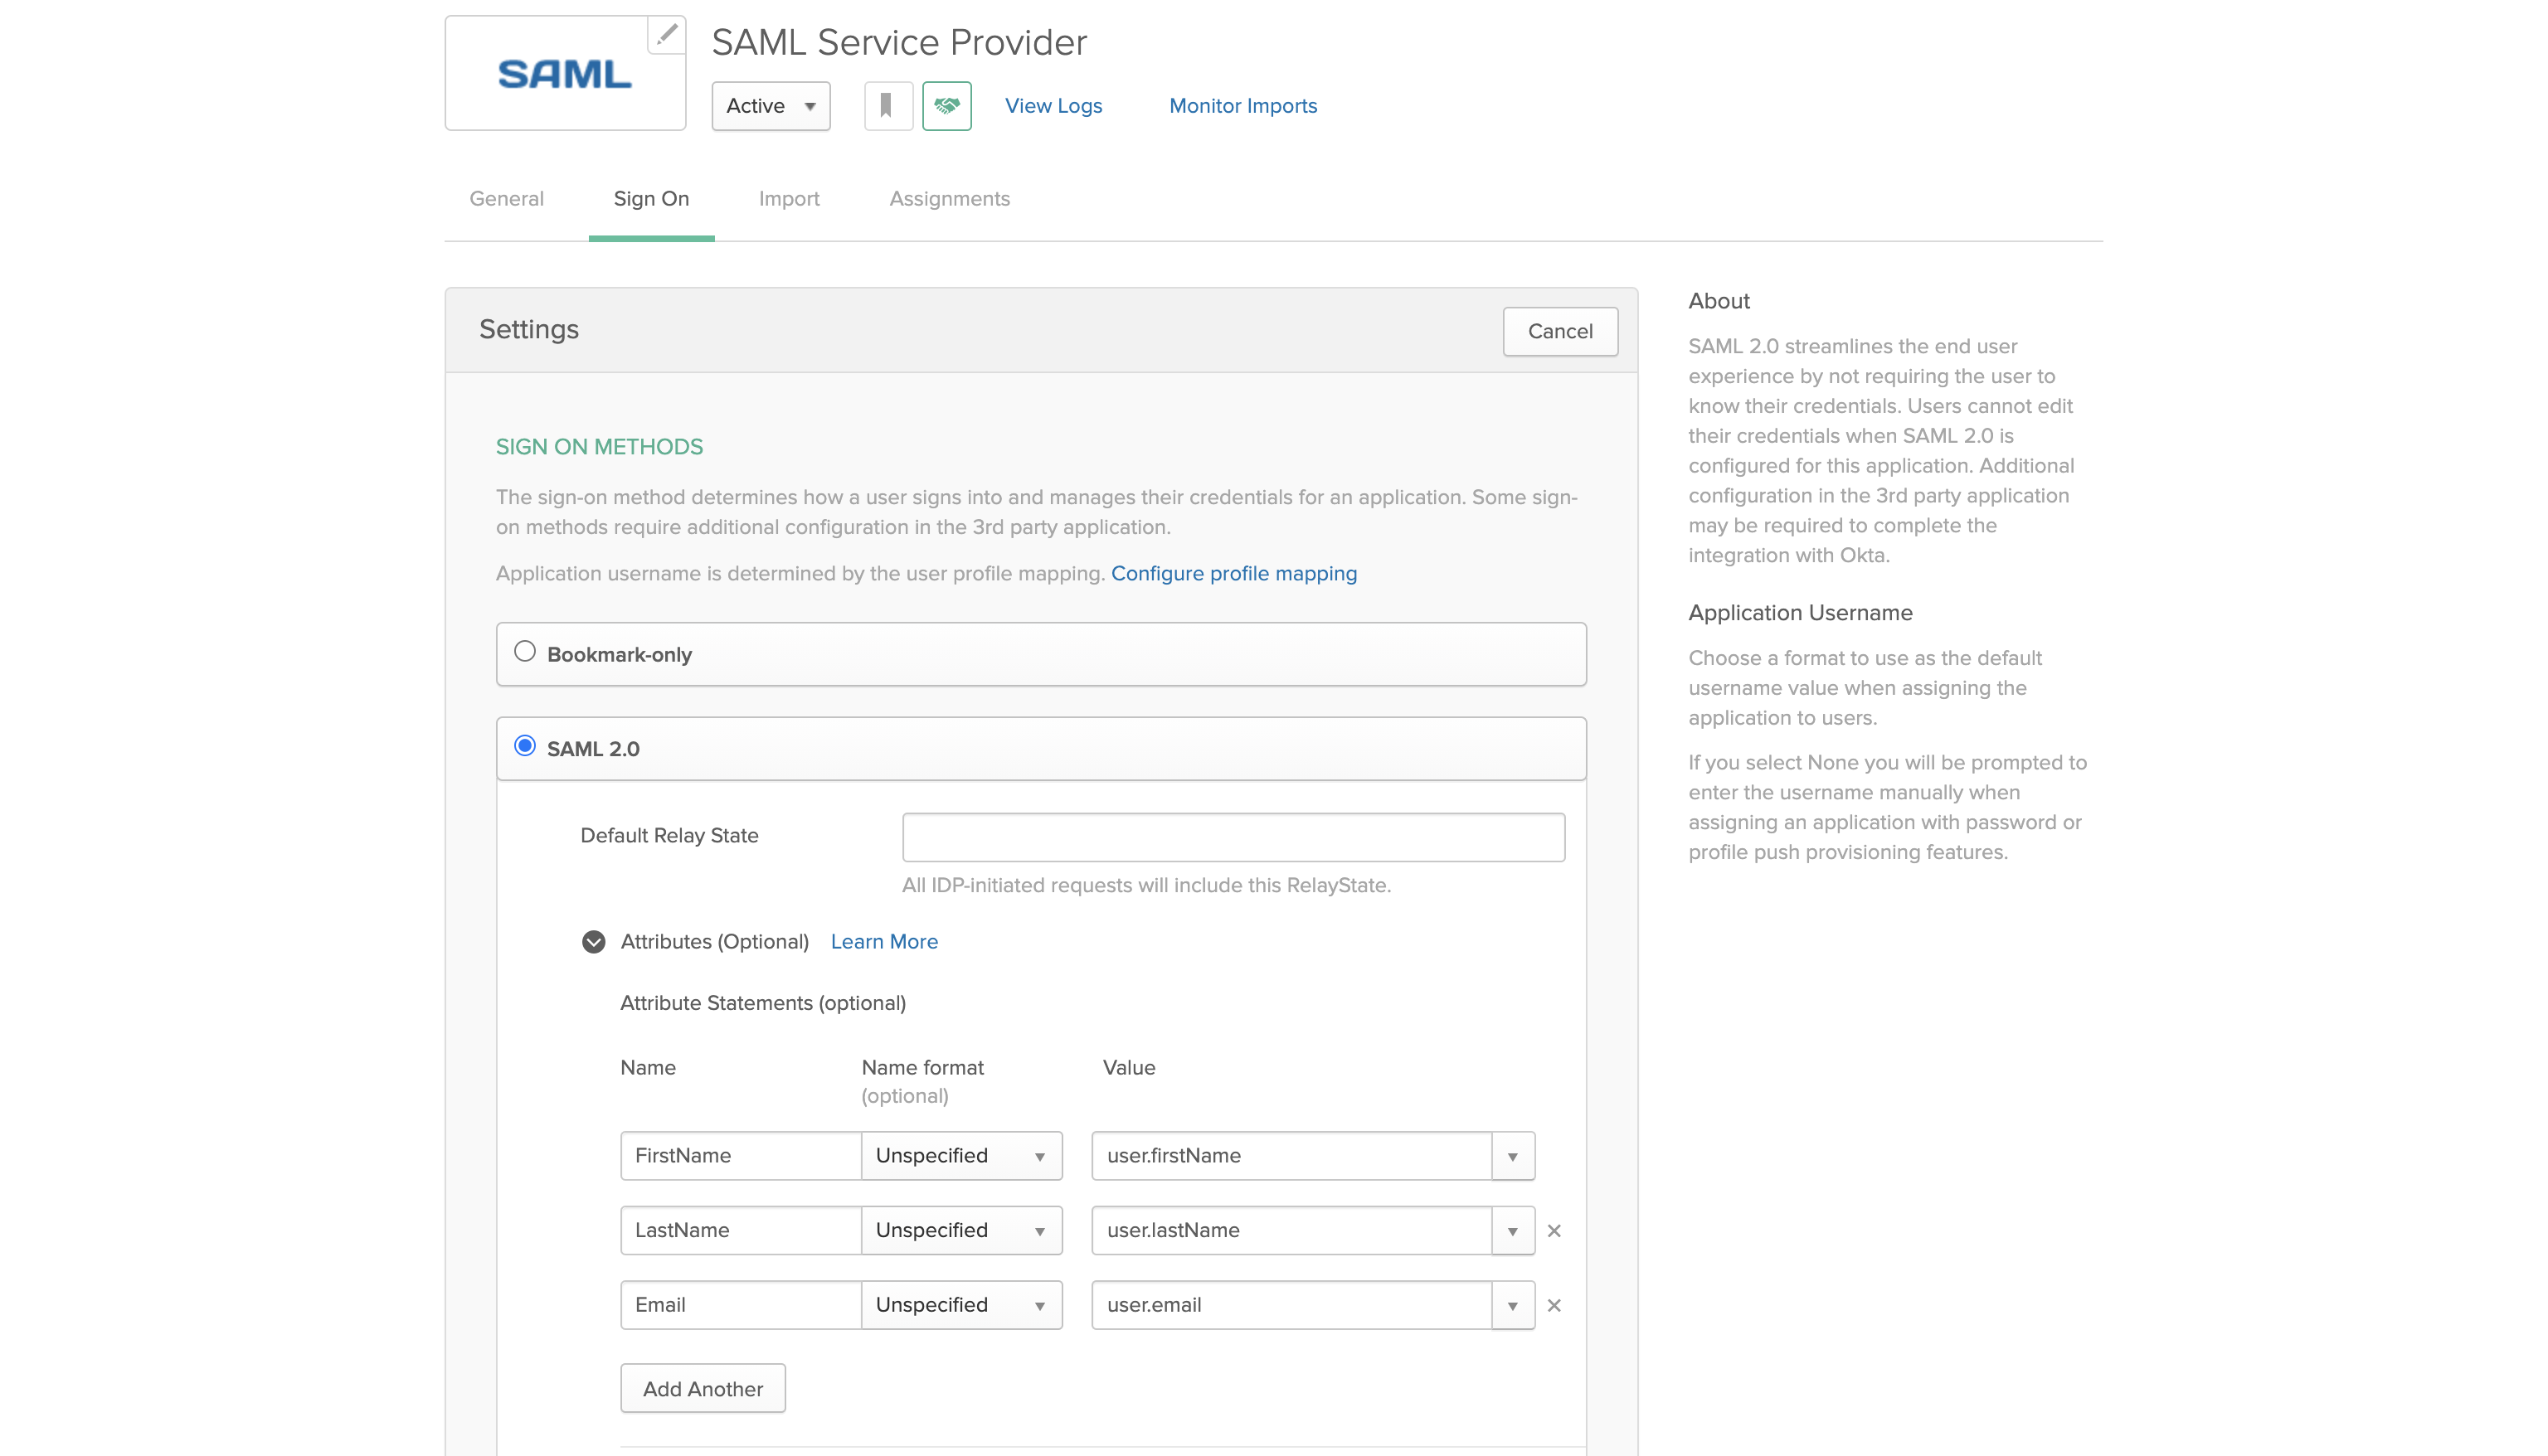 SAML
SAML Service Provider
Active
View Logs
Monitor Imports
General
Sign On
Import
Assignments
Settings
Cancel
SIGN ON METHODS
The sign-on method determines how a user signs into and manages their credentials for an application. Some sign-
on methods require additional configuration in the 3rd party application.
Application username is determined by the user profile mapping. Configure profile mapping
Bookmark-only
SAML 2.0
Default Relay State
All IDP-initiated requests will include this RelayState.
Attributes (Optional) Learn More
Attribute Statements (optional)
Name
Name format
(optional)
Value
FirstName Unspecified user.firstName
LastName Unspecified user.lastName
Email Unspecified user.email
Add Another
About
SAML 2.0 streamlines the end user
experience by not requiring the user to
know their credentials. Users cannot edit
their credentials when SAML 2.0 is
configured for this application. Additional
configuration in the 3rd party application
may be required to complete the
integration with Okta.
Application Username
Choose a format to use as the default
username value when assigning the
application to users.
If you select None you will be prompted to
enter the username manually when
assigning an application with password or
profile push provisioning features.